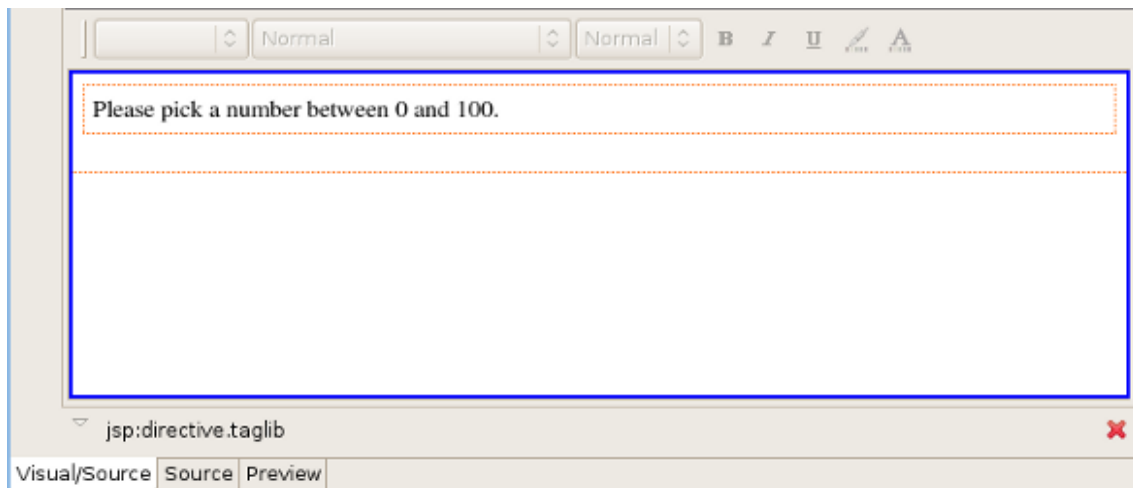 Normal Normal B I U A
Please pick a number between 0 and 100.
jsp:directive.taglib
Visual/Source Source Preview